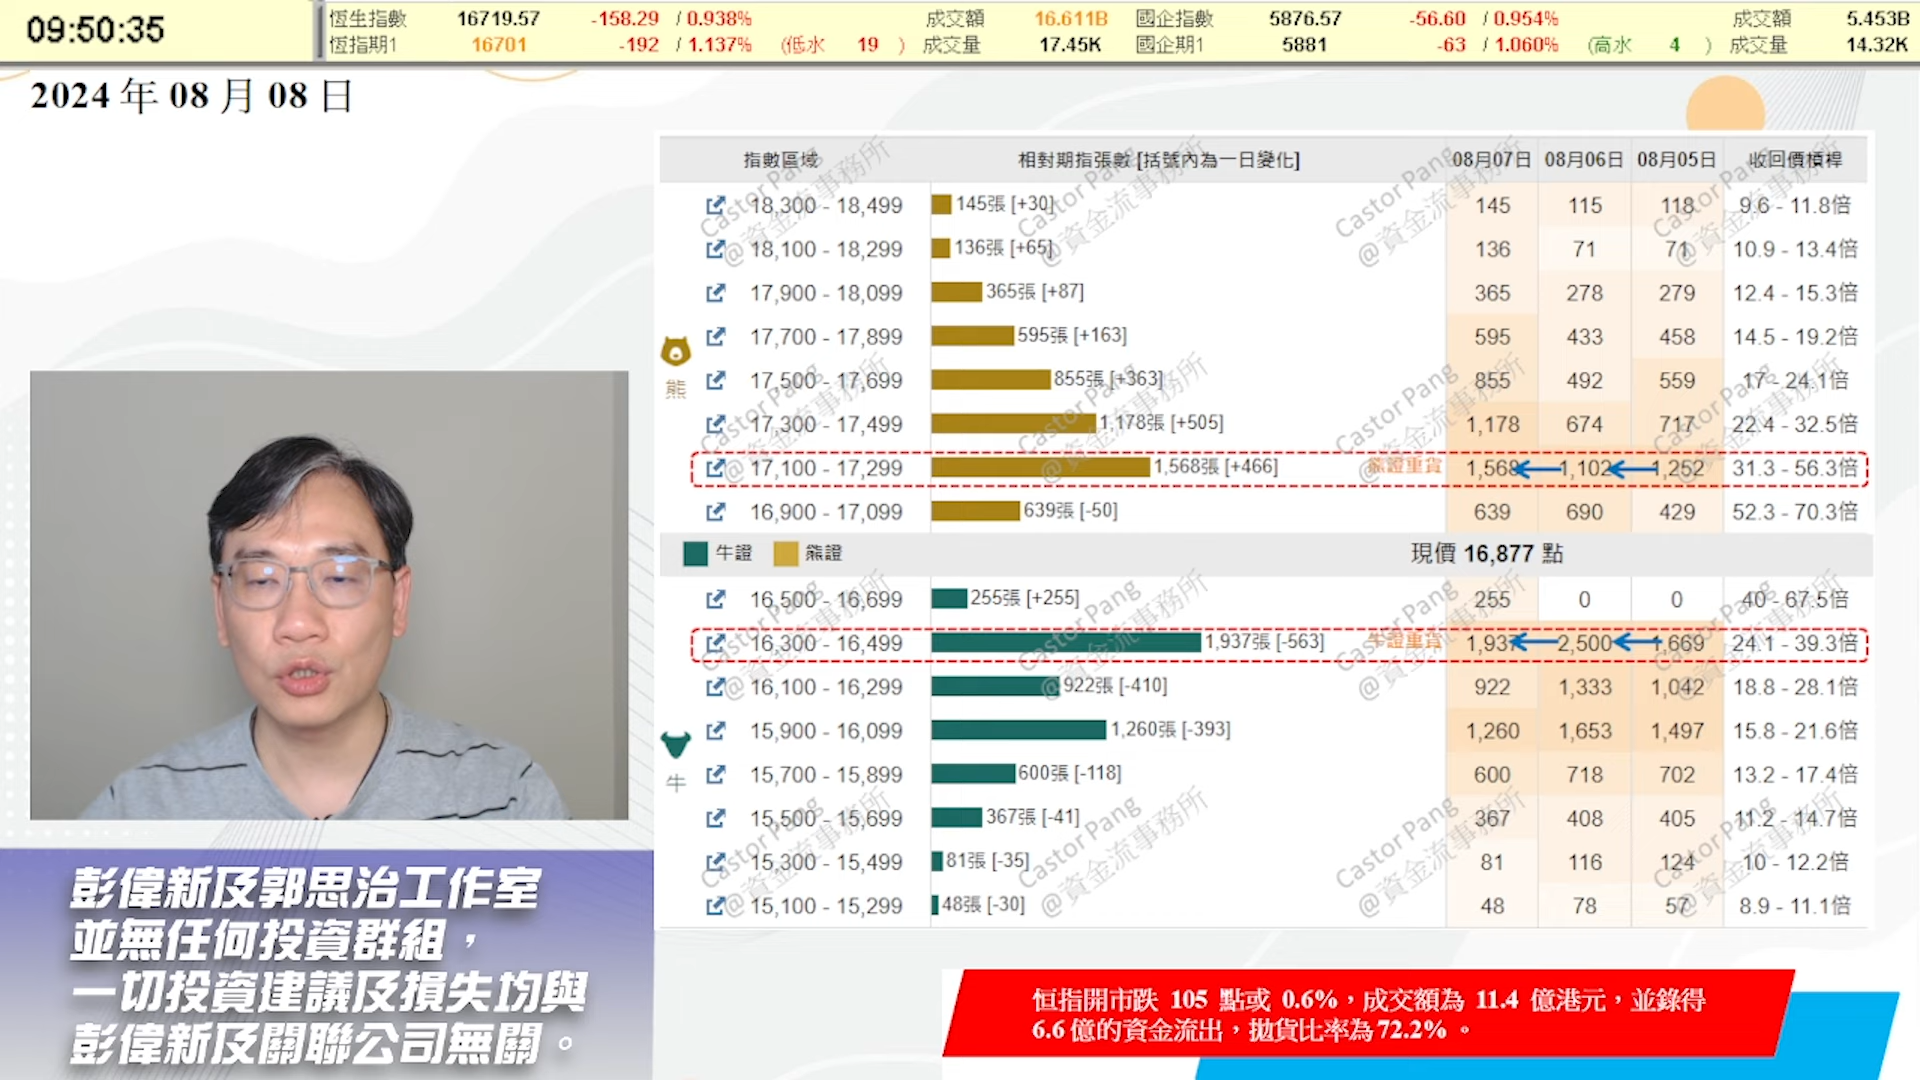 09:50:35
恆生指數 16719.57 -158.29 / 0.938% 成交額 16.611B 國企指數 5876.57 -56.60 / 0.954% 成交額 5.453B
恆指期1 16701 -192 / 1.137% (低水 19 ) 成交量 17.45K 國企期1 5881 -63 / 1.060% (高水 4 ) 成交量 14.32K
2024 年 08 月 08 日
指數區域 相對期指張數 [括號內為一日變化] 08月07日 08月06日 08月05日 收回價槓桿
18,300 - 18,499 145張 [+30] 145 115 118 9.6 - 11.8倍
18,100 - 18,299 136張 [+65] 136 71 71 10.9 - 13.4倍
17,900 - 18,099 365張 [+87] 365 278 279 12.4 - 15.3倍
17,700 - 17,899 595張 [+163] 595 433 458 14.5 - 19.2倍
17,500 - 17,699 855張 [+363] 855 492 559 17 - 24.1倍
熊
17,300 - 17,499 1,178張 [+505] 1,178 674 717 22.4 - 32.5倍
17,100 - 17,299 1,568張 [+466] 熊證重貨 1,568 1,102 1,252 31.3 - 56.3倍
16,900 - 17,099 639張 [-50] 639 690 429 52.3 - 70.3倍
牛證 熊證 現價 16,877 點
16,500 - 16,699 255張 [+255] 255 0 0 40 - 67.5倍
16,300 - 16,499 1,937張 [-563] 牛證重貨 1,937 2,500 1,669 24.1 - 39.3倍
16,100 - 16,299 922張 [-410] 922 1,333 1,042 18.8 - 28.1倍
15,900 - 16,099 1,260張 [-393] 1,260 1,653 1,497 15.8 - 21.6倍
15,700 - 15,899 600張 [-118] 600 718 702 13.2 - 17.4倍
牛
15,500 - 15,699 367張 [-41] 367 408 405 11.2 - 14.7倍
15,300 - 15,499 81張 [-35] 81 116 124 10 - 12.2倍
15,100 - 15,299 48張 [-30] 48 78 57 8.9 - 11.1倍
Castor Pang
@資金流事務所
彭偉新及郭思治工作室
並無任何投資群組，
一切投資建議及損失均與
彭偉新及關聯公司無關。
恒指開市跌 105 點或 0.6%，成交額為 11.4 億港元，並錄得
6.6 億的資金流出，拋貨比率為 72.2% 。